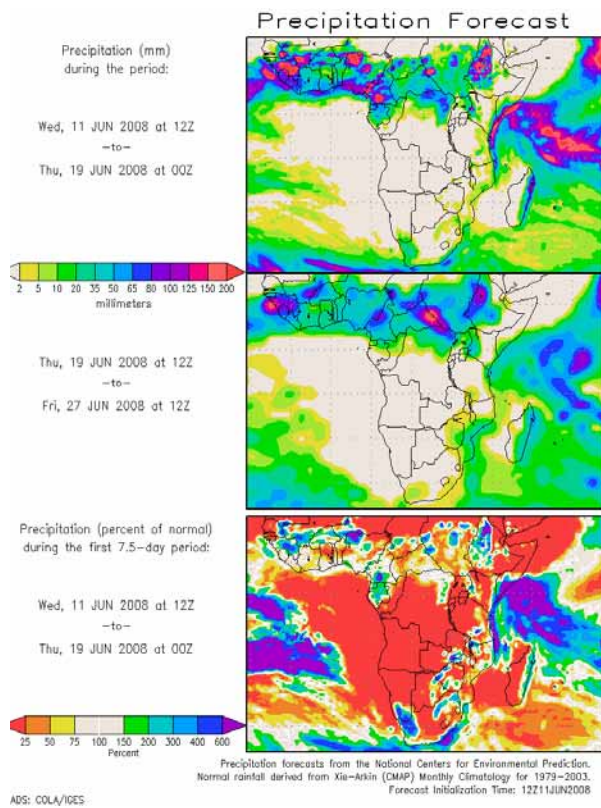 Precipitation Forecast
Precipitation (mm)
during the period:
Wed, 11 JUN 2008 at 12Z
-to-
Thu, 19 JUN 2008 at 00Z
2 5 10 20 35 50 65 80 100 125 150 200
millimeters
Thu, 19 JUN 2008 at 12Z
-to-
Fri, 27 JUN 2008 at 12Z
Precipitation (percent of normal)
during the first 7.5-day period:
Wed, 11 JUN 2008 at 12Z
-to-
Thu, 19 JUN 2008 at 00Z
25 50 75 100 150 200 300 400 600
Percent
Precipitation forecasts from the National Centers for Environmental Prediction.
Normal rainfall derived from Xie-Arkin (CMAP) Monthly Climatology for 1979-2003.
Forecast Initialization Time: 12Z11JUN2008
ADS: COLA/IGES